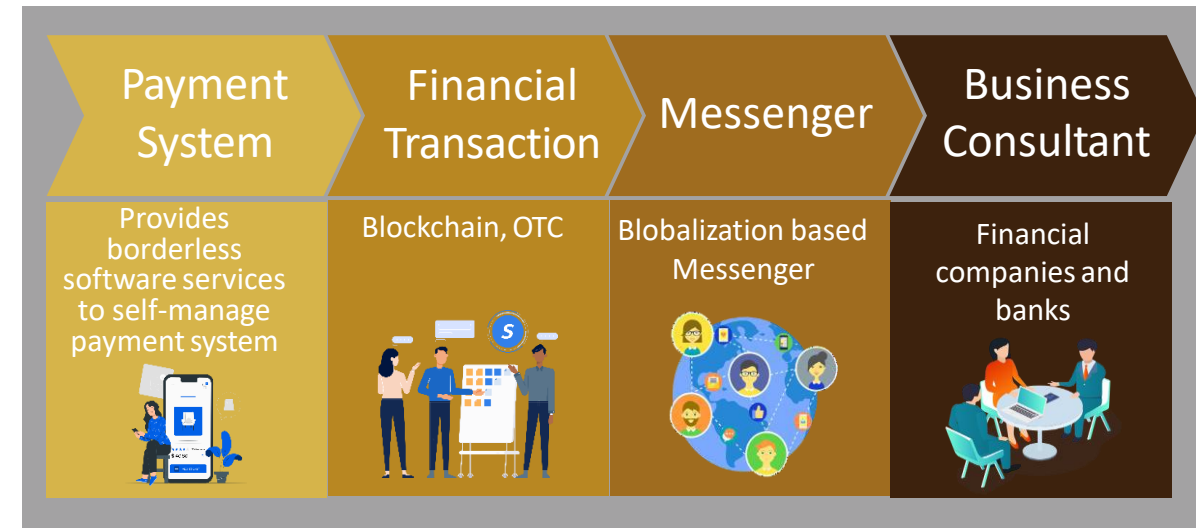 Payment
System
Financial
Transaction
Messenger
Business
Consultant
Provides
borderless
software services
to self-manage
payment system
Blockchain, OTC
Blobalization based
Messenger
Financial
companies and
banks
S